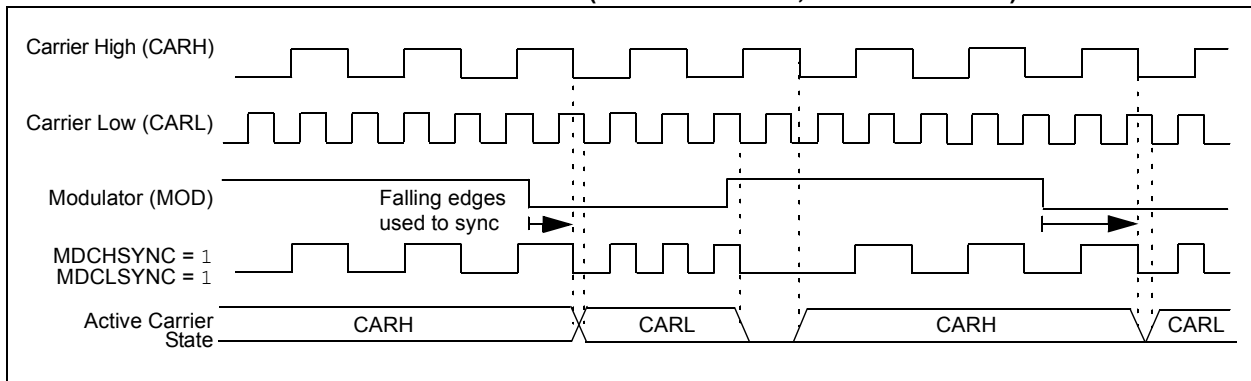 Carrier High (CARH)
Carrier Low (CARL)
Modulator (MOD)
Falling edges
used to sync
MDCHSYNC = 1
MDCLSYNC = 1
Active Carrier
State
CARH
CARL
CARH
CARL